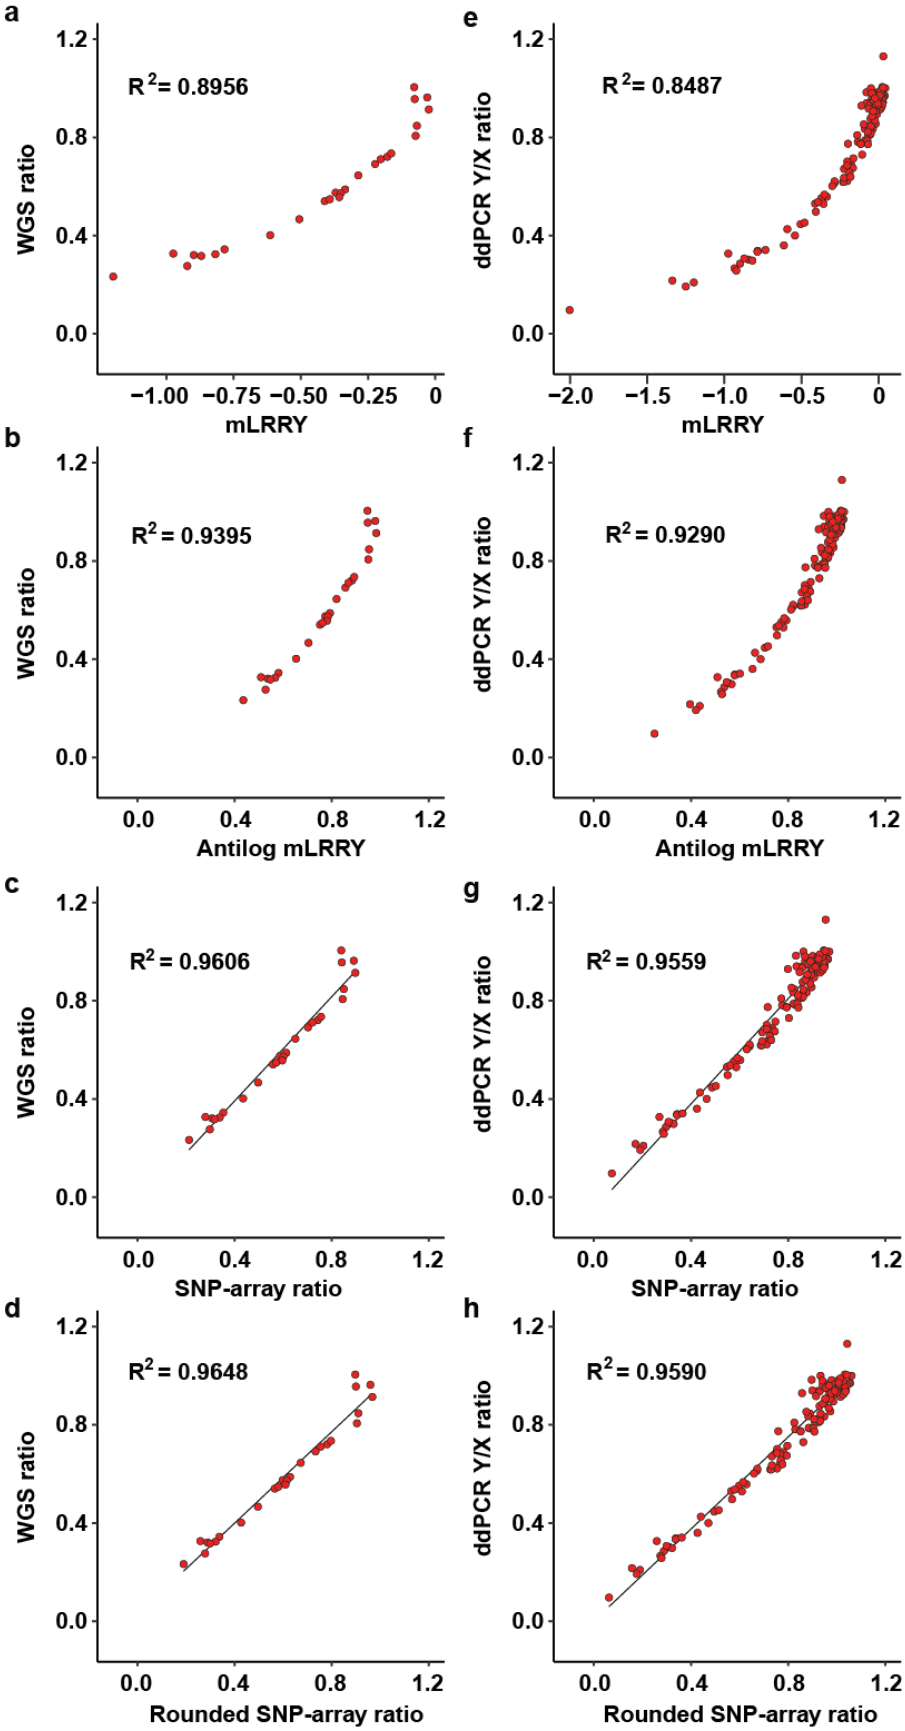 a
1.2
R2= 0.8956
0.8
WGS ratio
0.4
0.0
−1.00 −0.75 −0.50 −0.25 0
mLRRY
e
1.2
R2= 0.8487
0.8
ddPCR Y/X ratio
0.4
0.0
−2.0 −1.5 −1.0 −0.5 0
mLRRY
b
1.2
R2 = 0.9395
0.8
WGS ratio
0.4
0.0
0.0 0.4 0.8 1.2
Antilog mLRRY
f
1.2
R2 = 0.9290
0.8
ddPCR Y/X ratio
0.4
0.0
0.0 0.4 0.8 1.2
Antilog mLRRY
c
1.2
R2 = 0.9606
0.8
WGS ratio
0.4
0.0
0.0 0.4 0.8 1.2
SNP-array ratio
g
1.2
R2 = 0.9559
0.8
ddPCR Y/X ratio
0.4
0.0
0.0 0.4 0.8 1.2
SNP-array ratio
d
1.2
R2 = 0.9648
0.8
WGS ratio
0.4
0.0
0.0 0.4 0.8 1.2
Rounded SNP-array ratio
h
1.2
R2 = 0.9590
0.8
ddPCR Y/X ratio
0.4
0.0
0.0 0.4 0.8 1.2
Rounded SNP-array ratio